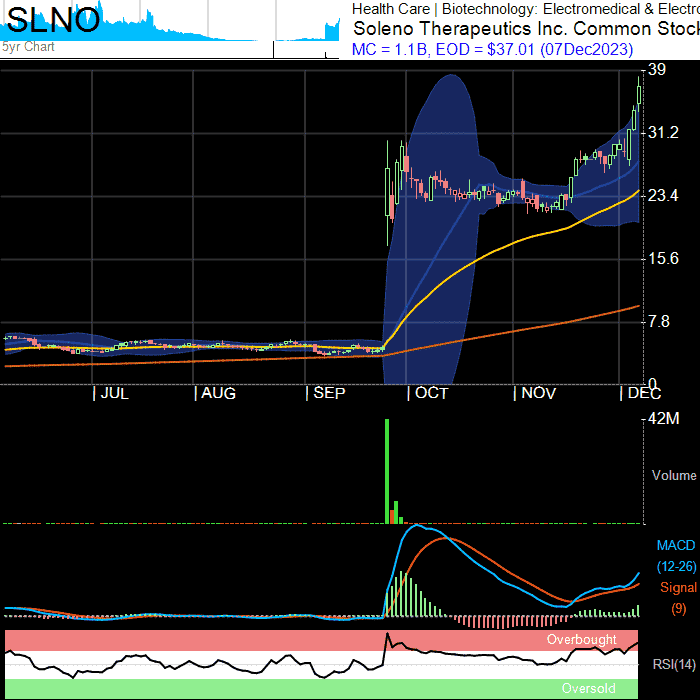 SLNO
5yr Chart
Health Care | Biotechnology: Electromedical & Electro
Soleno Therapeutics Inc. Common Stock
MC = 1.1B, EOD = $37.01 (07Dec2023)
39
31.2
23.4
15.6
7.8
0
JUL
AUG
SEP
OCT
NOV
DEC
42M
Volume
MACD
(12-26)
Signal
(9)
Overbought
RSI(14)
Oversold